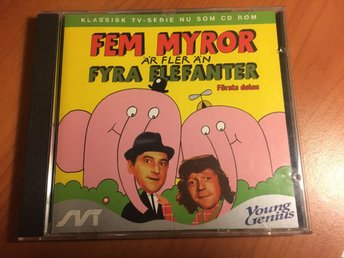 KLASSISK TV-SERIE NU SOM CD ROM
FEM MYROR
ÄR FLER ÄN
FYRA ELEFANTER
Första delen
SVT
Young
Genius